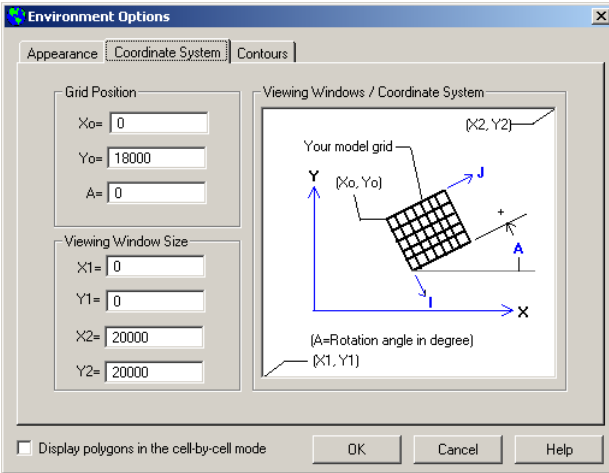 Environment Options
Appearance Coordinate System Contours
Grid Position
Xo= 0
Yo= 18000
A= 0
Viewing Window Size
X1= 0
Y1= 0
X2= 20000
Y2= 20000
Viewing Windows / Coordinate System
(X2, Y2)
Your model grid
Y (Xo, Yo) J
+
A
I
X
(A=Rotation angle in degree)
(X1, Y1)
Display polygons in the cell-by-cell mode
OK Cancel Help